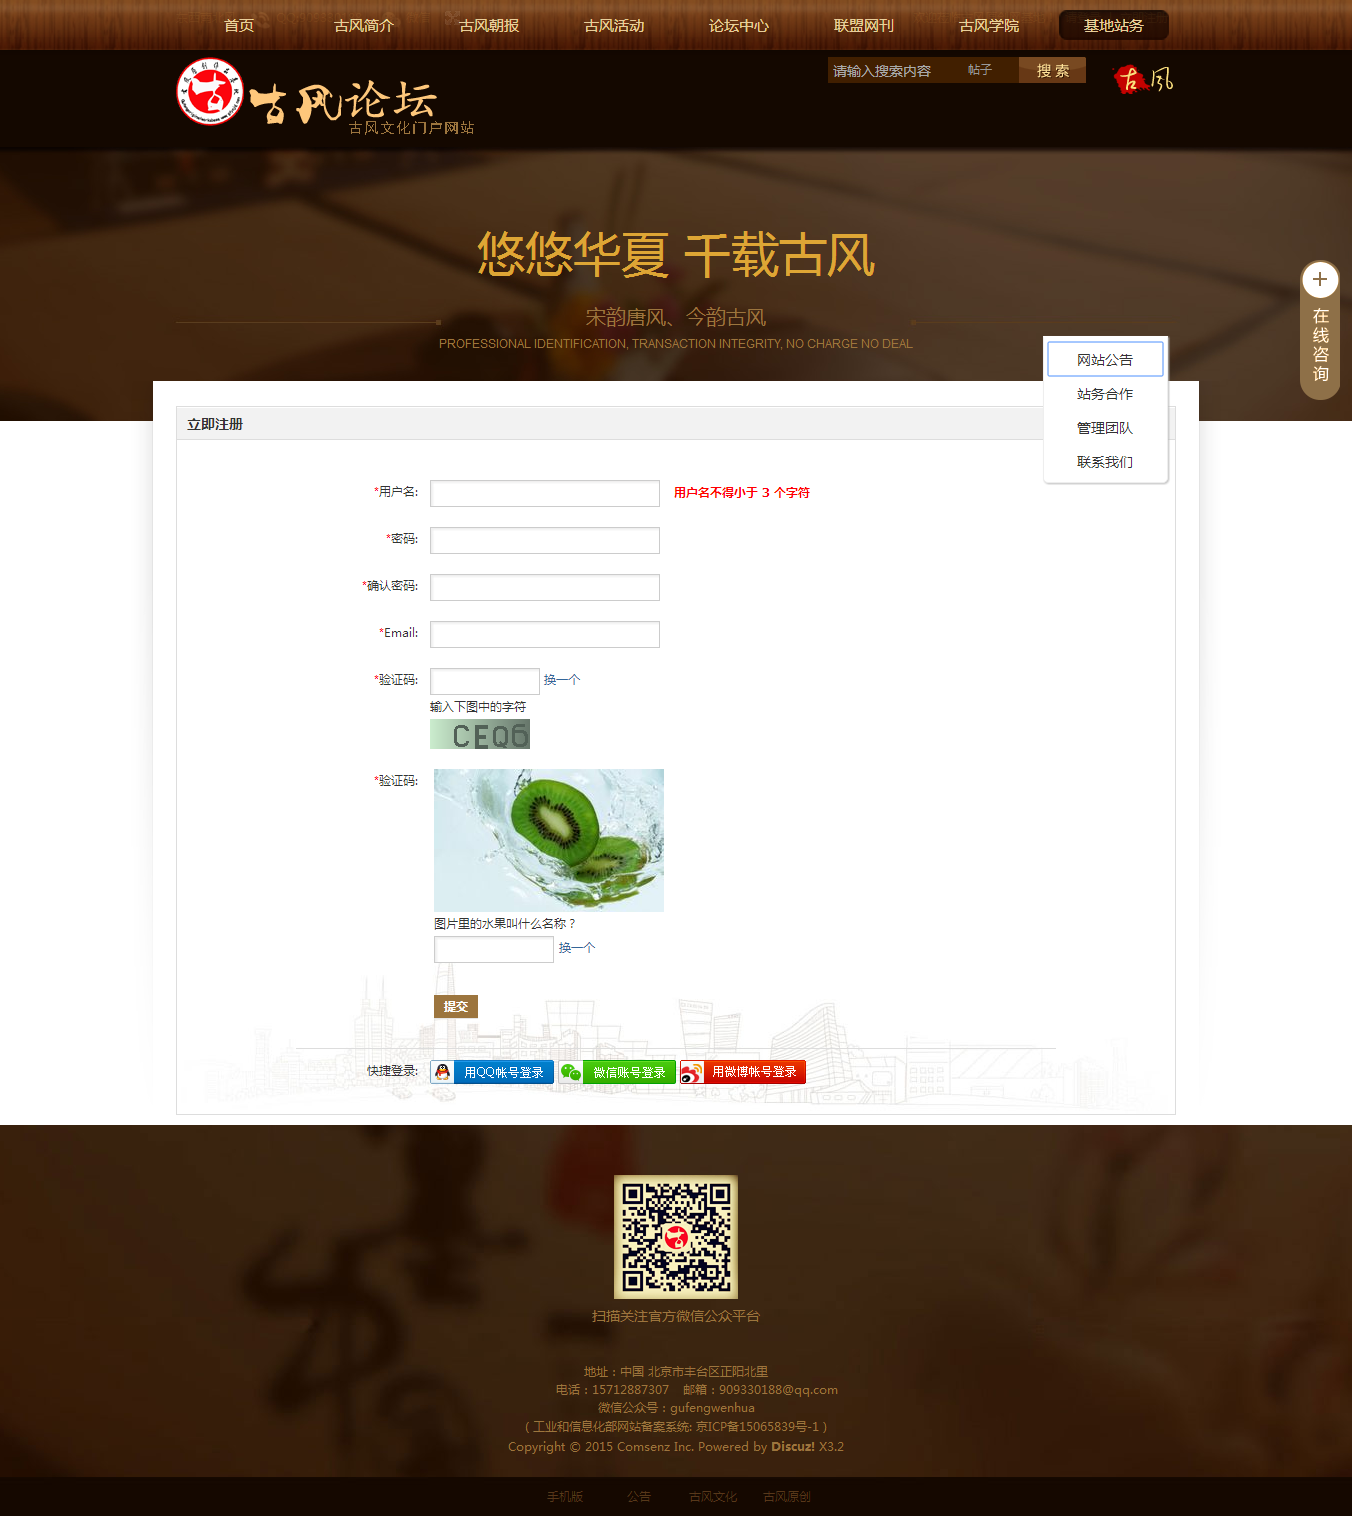 首页 古风简介 古风朝报 古风活动 论坛中心 联盟网刊 古风学院 基地站务
古风论坛
古风文化门户网站
请输入搜索内容 帖子 搜索
古风
悠悠华夏 千载古风
宋韵唐风、今韵古风
PROFESSIONAL IDENTIFICATION, TRANSACTION INTEGRITY, NO CHARGE NO DEAL
在线咨询
网站公告
站务合作
管理团队
联系我们
立即注册
*用户名: 用户名不得小于 3 个字符
*密码:
*确认密码:
*Email:
*验证码: 换一个
输入下图中的字符
CEQ6
*验证码:
图片里的水果叫什么名称？
换一个
提交
快捷登录: 用QQ帐号登录 微信账号登录 用微博帐号登录
扫描关注官方微信公众平台
地址：中国 北京市丰台区正阳北里
电话：15712887307 邮箱：909330188@qq.com
微信公众号：gufengwenhua
( 工业和信息化部网站备案系统: 京ICP备15065839号-1 )
Copyright © 2015 Comsenz Inc. Powered by Discuz! X3.2
手机版 公告 古风文化 古风原创